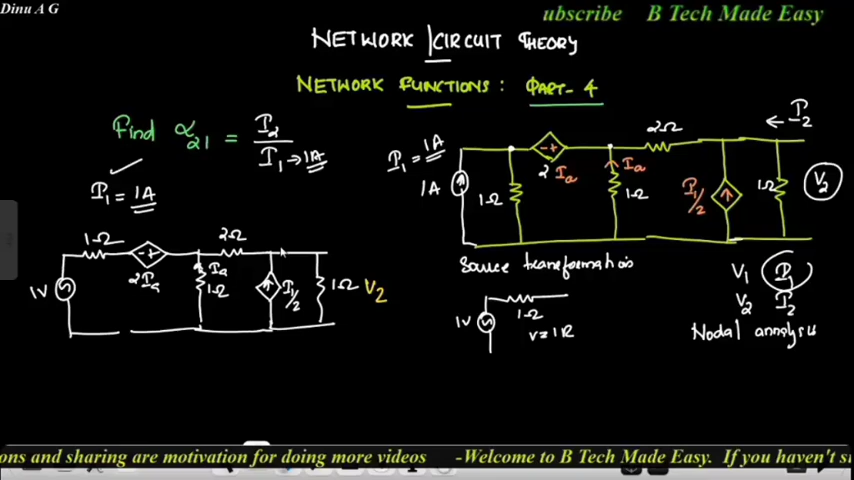 Dinu A G
ubscribe B Tech Made Easy
NETWORK | CIRCUIT THEORY
NETWORK FUNCTIONS : PART- 4
Find α21 = I2 / I1 → 1A
I1 = 1A
I1 = 1A
1A
1Ω
-+
2 Ia
Ia
1Ω
2Ω
I1/2
1Ω
← I2
V2
1V
1Ω
-+
2Ia
Ia
1Ω
2Ω
I1/2
1Ω
V2
Source transformation
1V
1Ω
V = IR
V1 I1
V2 I2
Nodal analysis
ons and sharing are motivation for doing more videos -Welcome to B Tech Made Easy. If you haven't s